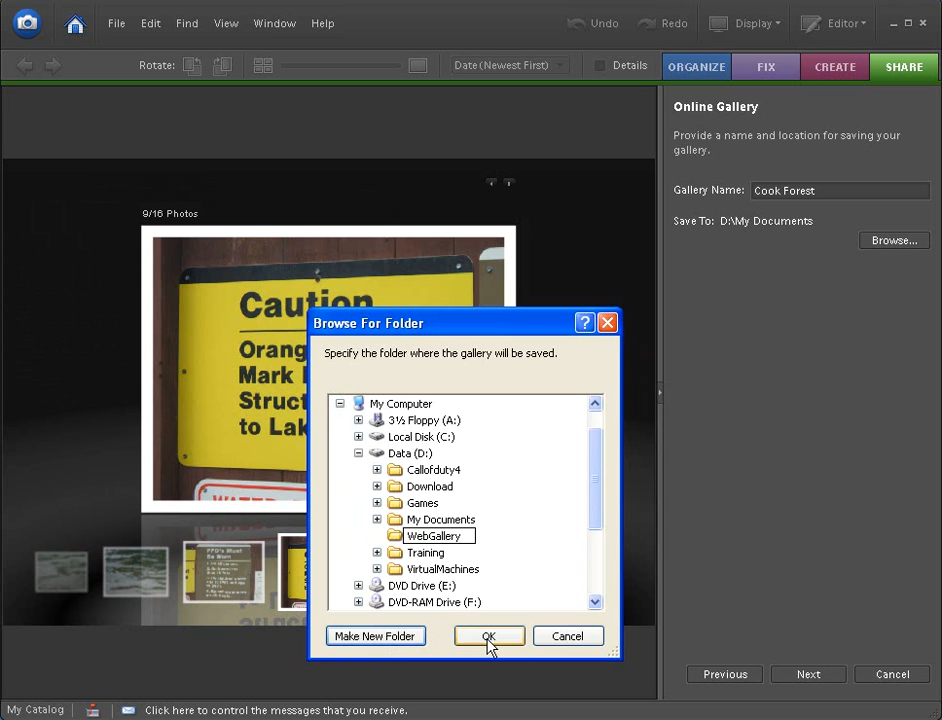 File Edit Find View Window Help Undo Redo Display Editor
Rotate: Date (Newest First) Details ORGANIZE FIX CREATE SHARE
Online Gallery
Provide a name and location for saving your
gallery.
Gallery Name: Cook Forest
Save To: D:\My Documents
Browse...
9/16 Photos
Caution
Orang
Mark
Struct
to Lak
Browse For Folder
Specify the folder where the gallery will be saved.
My Computer
3½ Floppy (A:)
Local Disk (C:)
Data (D:)
Callofduty4
Download
Games
My Documents
WebGallery
Training
VirtualMachines
DVD Drive (E:)
DVD-RAM Drive (F:)
Make New Folder OK Cancel
Previous Next Cancel
My Catalog Click here to control the messages that you receive.